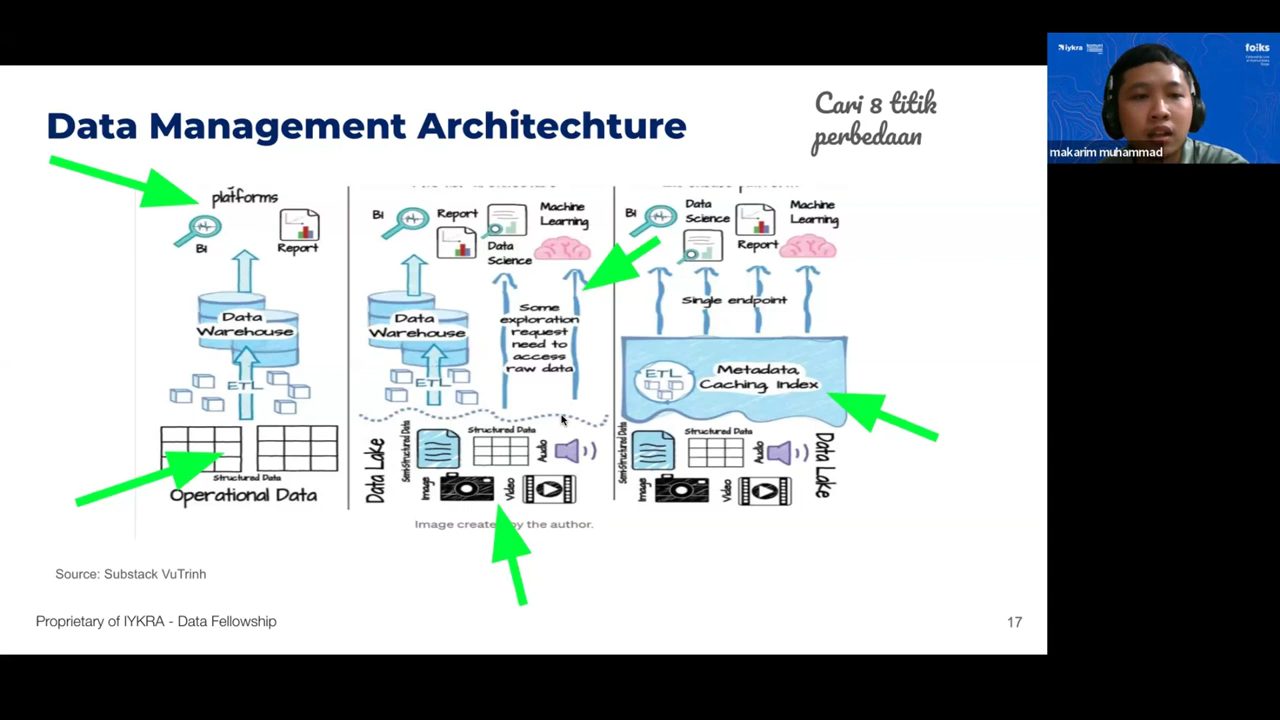 Data Management Architechture
Cari 8 titik
perbedaan
platforms
BI
Report
Data
Warehouse
ETL
Structured Data
Operational Data
BI
Report
Data
Science
Machine
Learning
Data
Warehouse
ETL
Some
exploration
request
need to
access
raw data
Data Lake
Semi-Structured Data
Structured Data
Audio
Image
Video
BI
Data
Science
Report
Machine
Learning
Single endpoint
ETL
Metadata,
Caching, Index
Semi-Structured Data
Structured Data
Audio
Image
Video
Data Lake
Image created by the author.
Source: Substack VuTrinh
Proprietary of IYKRA - Data Fellowship
17
iykra
makarim muhammad